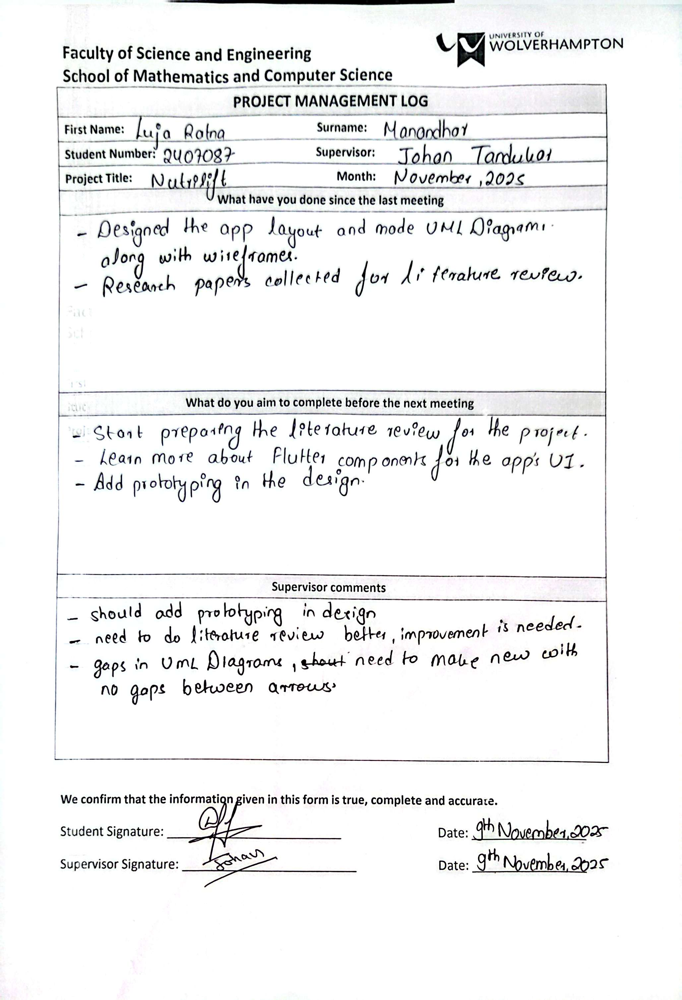 UNIVERSITY OF
WOLVERHAMPTON
Faculty of Science and Engineering
School of Mathematics and Computer Science
PROJECT MANAGEMENT LOG
First Name: Luja Ratna Surname: Manandhar
Student Number: 2407087 Supervisor: Johan Tandukar
Project Title: Nutrilift Month: November, 2025
What have you done since the last meeting
- Designed the app layout and made UML Diagrams
along with wireframes.
- Research papers collected for literature review.
What do you aim to complete before the next meeting
- Start preparing the literature review for the project.
- Learn more about Flutter components for the app's UI.
- Add prototyping in the design.
Supervisor comments
- should add prototyping in design
- need to do literature review better, improvement is needed.
- gaps in UML Diagrams, need to make new with
no gaps between arrows.
We confirm that the information given in this form is true, complete and accurate.
Student Signature: Date: 9th November, 2025
Supervisor Signature: Johan Date: 9th November, 2025